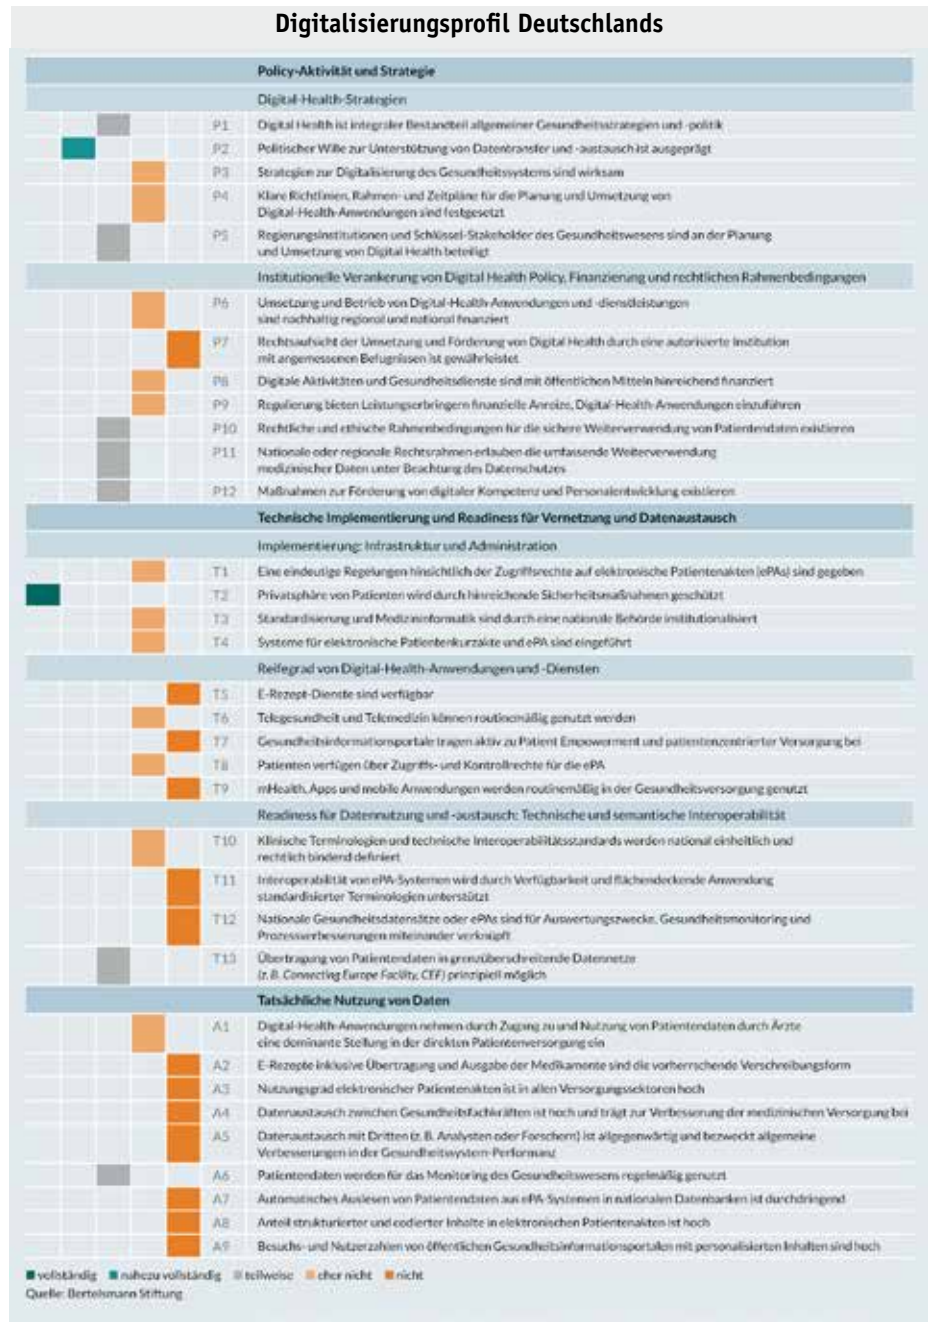 Digitalisierungsprofil Deutschlands
Policy-Aktivität und Strategie
Digital-Health-Strategien
P1 Digital Health ist integraler Bestandteil allgemeiner Gesundheitsstrategien und -politik
P2 Politischer Wille zur Unterstützung von Datentransfer und -austausch ist ausgeprägt
P3 Strategien zur Digitalisierung des Gesundheitssystems sind wirksam
P4 Klare Richtlinien, Rahmen- und Zeitpläne für die Planung und Umsetzung von
Digital-Health-Anwendungen sind festgesetzt
P5 Regierungsinstitutionen und Schlüssel-Stakeholder des Gesundheitswesens sind an der Planung
und Umsetzung von Digital Health beteiligt
Institutionelle Verankerung von Digital Health Policy, Finanzierung und rechtlichen Rahmenbedingungen
P6 Umsetzung und Betrieb von Digital-Health-Anwendungen und -dienstleistungen
sind nachhaltig regional und national finanziert
P7 Rechtsaufsicht der Umsetzung und Förderung von Digital Health durch eine autorisierte Institution
mit angemessenen Befugnissen ist gewährleistet
P8 Digitale Aktivitäten und Gesundheitsdienste sind mit öffentlichen Mitteln hinreichend finanziert
P9 Regulierung bieten Leistungserbringern finanzielle Anreize, Digital-Health-Anwendungen einzuführen
P10 Rechtliche und ethische Rahmenbedingungen für die sichere Weiterverwendung von Patientendaten existieren
P11 Nationale oder regionale Rechtsrahmen erlauben die umfassende Weiterverwendung
medizinischer Daten unter Beachtung des Datenschutzes
P12 Maßnahmen zur Förderung von digitaler Kompetenz und Personalentwicklung existieren
Technische Implementierung und Readiness für Vernetzung und Datenaustausch
Implementierung: Infrastruktur und Administration
T1 Eine eindeutige Regelungen hinsichtlich der Zugriffsrechte auf elektronische Patientenakten (ePAs) sind gegeben
T2 Privatsphäre von Patienten wird durch hinreichende Sicherheitsmaßnahmen geschützt
T3 Standardisierung und Medizininformatik sind durch eine nationale Behörde institutionalisiert
T4 Systeme für elektronische Patientenkurzakte und ePA sind eingeführt
Reifegrad von Digital-Health-Anwendungen und -Diensten
T5 E-Rezept-Dienste sind verfügbar
T6 Telegesundheit und Telemedizin können routinemäßig genutzt werden
T7 Gesundheitsinformationsportale tragen aktiv zu Patient Empowerment und patientenzentrierter Versorgung bei
T8 Patienten verfügen über Zugriffs- und Kontrollrechte für die ePA
T9 mHealth, Apps und mobile Anwendungen werden routinemäßig in der Gesundheitsversorgung genutzt
Readiness für Datennutzung und -austausch: Technische und semantische Interoperabilität
T10 Klinische Terminologien und technische Interoperabilitätsstandards werden national einheitlich und
rechtlich bindend definiert
T11 Interoperabilität von ePA-Systemen wird durch Verfügbarkeit und flächendeckende Anwendung
standardisierter Terminologien unterstützt
T12 Nationale Gesundheitsdatensätze oder ePAs sind für Auswertungszwecke, Gesundheitsmonitoring und
Prozessverbesserungen miteinander verknüpft
T13 Übertragung von Patientendaten in grenzüberschreitende Datennetze
(z. B. Connecting Europe Facility, CEF) prinzipiell möglich
Tatsächliche Nutzung von Daten
A1 Digital-Health-Anwendungen nehmen durch Zugang zu und Nutzung von Patientendaten durch Ärzte
eine dominante Stellung in der direkten Patientenversorgung ein
A2 E-Rezepte inklusive Übertragung und Ausgabe der Medikamente sind die vorherrschende Verschreibungsform
A3 Nutzungsgrad elektronischer Patientenakten ist in allen Versorgungssektoren hoch
A4 Datenaustausch zwischen Gesundheitsfachkräften ist hoch und trägt zur Verbesserung der medizinischen Versorgung bei
A5 Datenaustausch mit Dritten (z. B. Analysten oder Forschern) ist allgegenwärtig und bezweckt allgemeine
Verbesserungen in der Gesundheitssystem-Performanz
A6 Patientendaten werden für das Monitoring des Gesundheitswesens regelmäßig genutzt
A7 Automatisches Auslesen von Patientendaten aus ePA-Systemen in nationalen Datenbanken ist durchdringend
A8 Anteil strukturierter und codierter Inhalte in elektronischen Patientenakten ist hoch
A9 Besuchs- und Nutzerzahlen von öffentlichen Gesundheitsinformationsportalen mit personalisierten Inhalten sind hoch
vollständig nahezu vollständig teilweise eher nicht nicht
Quelle: Bertelsmann Stiftung